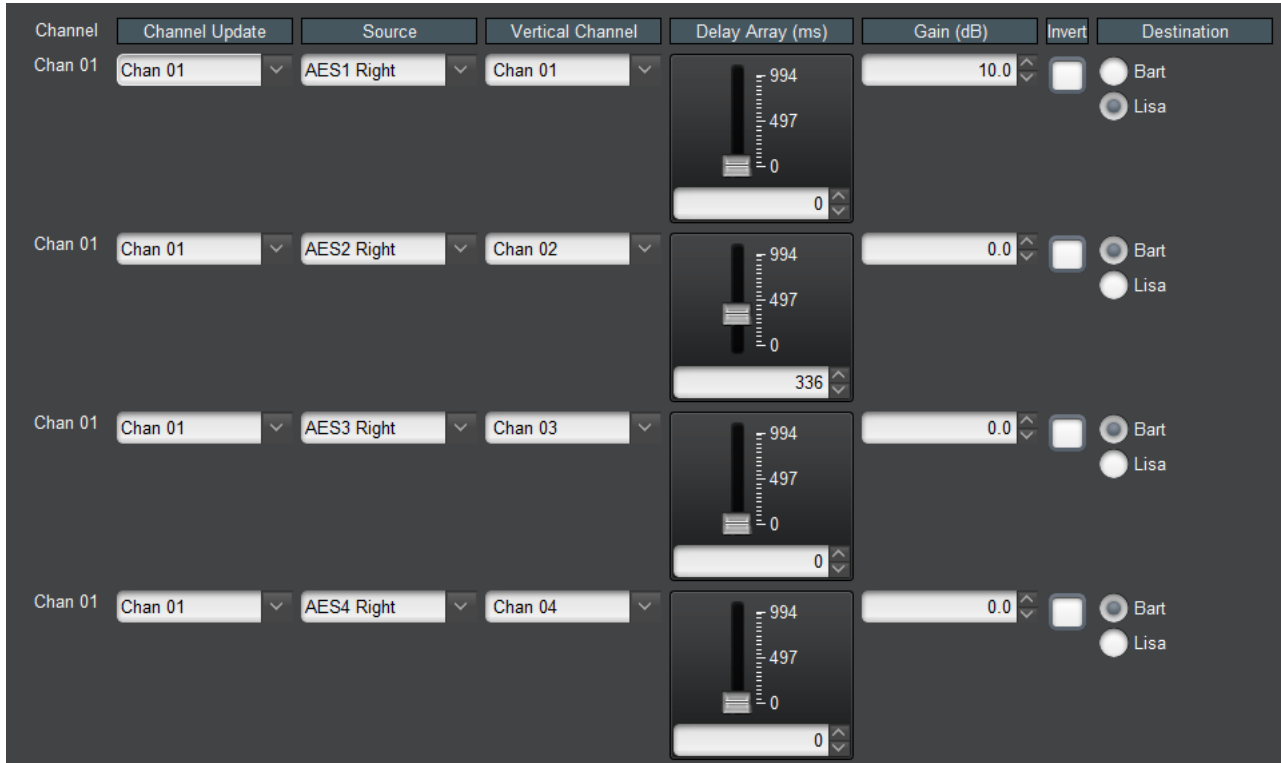 Channel Channel Update Source Vertical Channel Delay Array (ms) Gain (dB) Invert Destination
Chan 01 Chan 01 AES1 Right Chan 01 994 10.0 Bart
497 Lisa
0
0
Chan 01 Chan 01 AES2 Right Chan 02 994 0.0 Bart
497 Lisa
0
336
Chan 01 Chan 01 AES3 Right Chan 03 994 0.0 Bart
497 Lisa
0
0
Chan 01 Chan 01 AES4 Right Chan 04 994 0.0 Bart
497 Lisa
0
0